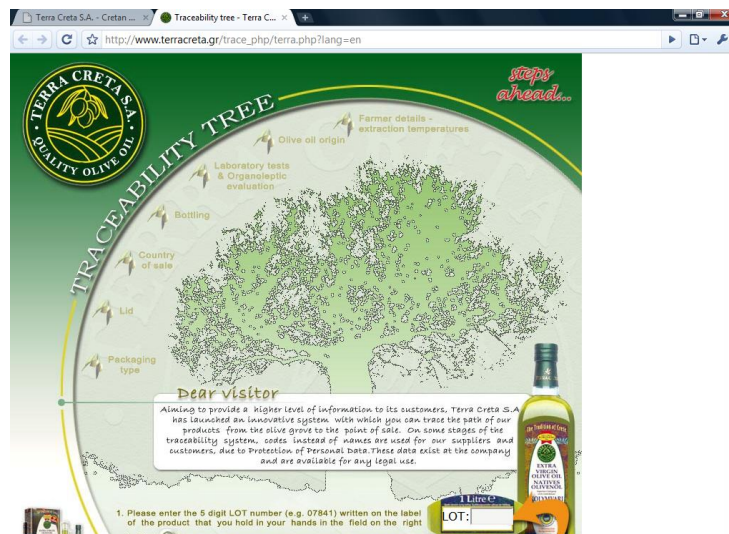 Terra Creta S.A. - Cretan ...
Traceability tree - Terra C...
http://www.terracreta.gr/trace_php/terra.php?lang=en
TERRA CRETA S.A.
QUALITY OLIVE OIL
steps
ahead...
TRACEABILITY TREE
Farmer details -
extraction temperatures
Olive oil origin
Laboratory tests
& Organoleptic
evaluation
Bottling
Country
of sale
Lid
Packaging
type
Dear visitor
Aiming to provide a higher level of information to its customers, Terra Creta S.A
has launched an innovative system with which you can trace the path of our
products from the olive grove to the point of sale. On some stages of the
traceability system, codes instead of names are used for our suppliers and
customers, due to Protection of Personal Data.These data exist at the company
and are available for any legal use.
The Tradition of Crete
EXTRA
VIRGIN
OLIVE OIL
NATIVES
OLIVENÖL
1 Litre e
1. Please enter the 5 digit LOT number (e.g. 07841) written on the label
of the product that you hold in your hands in the field on the right
LOT: